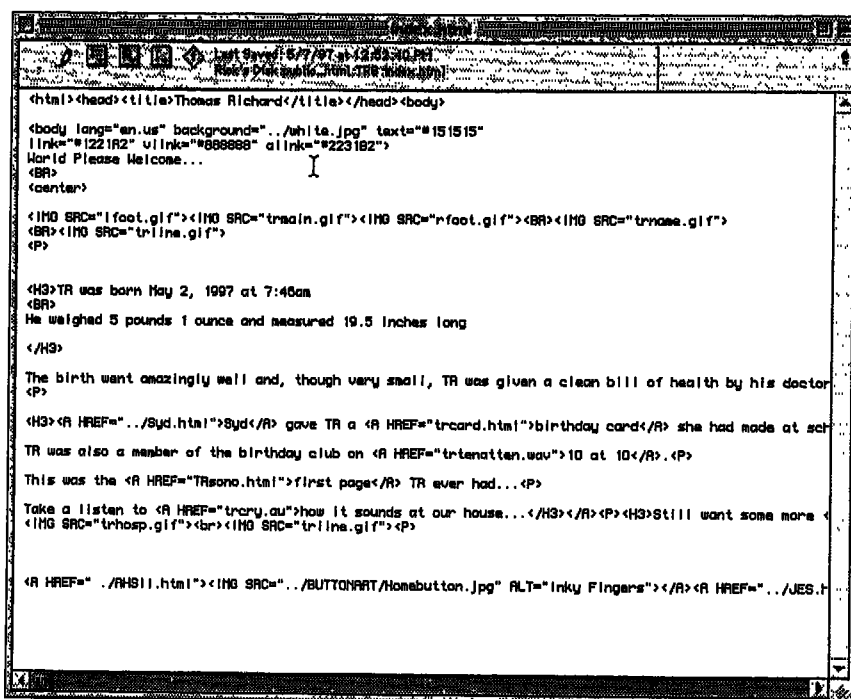 Last Saved: 5/7/97 at 12:53:40 PM
<html><head><title>Thomas Richard</title></head><body>
<body lang="en.us" background="../white.jpg" text="#151515"
link="#1221A2" vlink="#888888" alink="#223182">
World Please Welcome...
<BR>
<center>
<IMG SRC="lfoot.gif"><IMG SRC="trmain.gif"><IMG SRC="rfoot.gif"><BR><IMG SRC="trname.gif">
<BR><IMG SRC="trline.gif">
<P>
<H3>TR was born May 2, 1997 at 7:46am
<BR>
He weighed 5 pounds 1 ounce and measured 19.5 inches long
</H3>
The birth went amazingly well and, though very small, TR was given a clean bill of health by his doctor
<P>
<H3><A HREF="../Syd.html">Syd</A> gave TR a <A HREF="trcard.html">birthday card</A> she had made at sch
TR was also a member of the birthday club on <A HREF="trtenatten.wav">10 at 10</A>.<P>
This was the <A HREF="TRsono.html">first page</A> TR ever had...<P>
Take a listen to <A HREF="trcry.au">how it sounds at our house...</H3></A><P><H3>Still want some more <
<IMG SRC="trhosp.gif"><br><IMG SRC="trline.gif"><P>
<A HREF=" ./AHSII.html"><IMG SRC="../BUTTONART/Homebutton.jpg" ALT="Inky Fingers"></A><A HREF="../JES.h